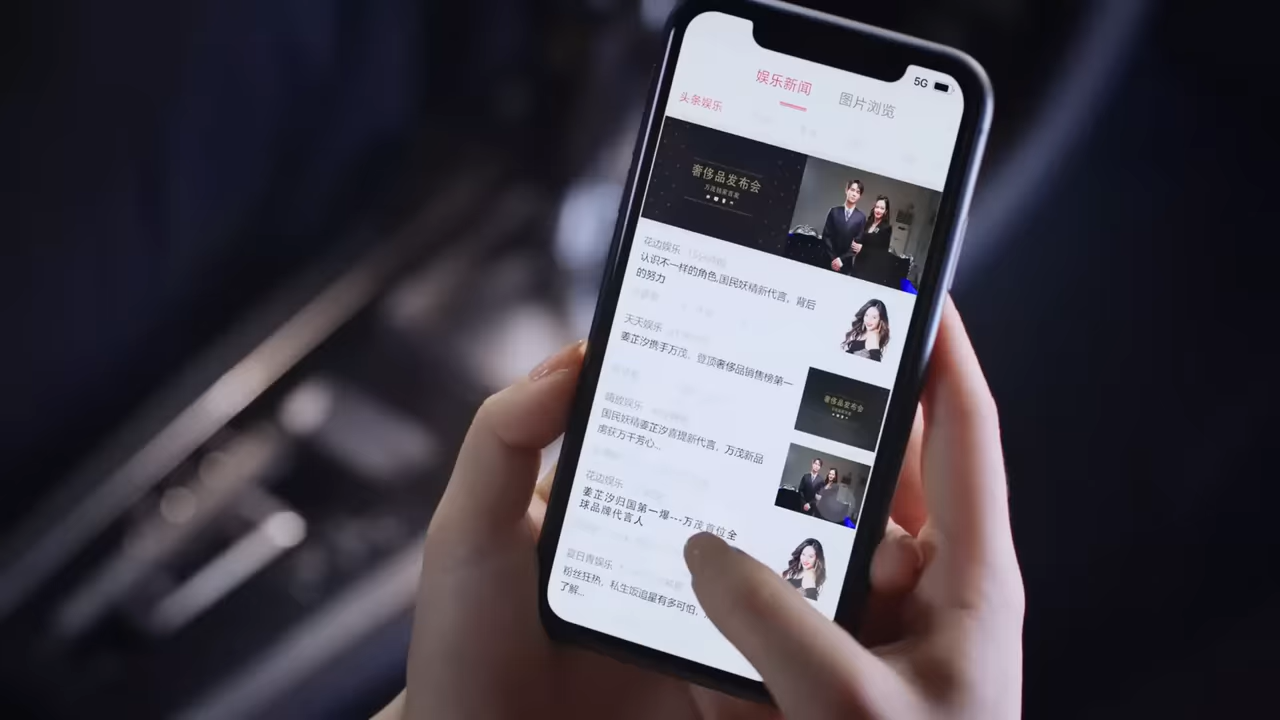 5G
娱乐新闻
图片浏览
头条娱乐
奢侈品发布会
花边娱乐
认识不一样的角色,国民妖精新代言，背后
的努力
天天娱乐
姜芷汐携手万茂，登顶奢侈品销售榜第一
奢侈品发布会
娱乐
国民妖精姜芷汐喜提新代言，万茂新品
虏获万千芳心...
花边娱乐
姜芷汐归国第一爆---万茂首位全
球品牌代言人
夏日青娱乐
粉丝狂热，私生饭追星有多可怕，
了解...